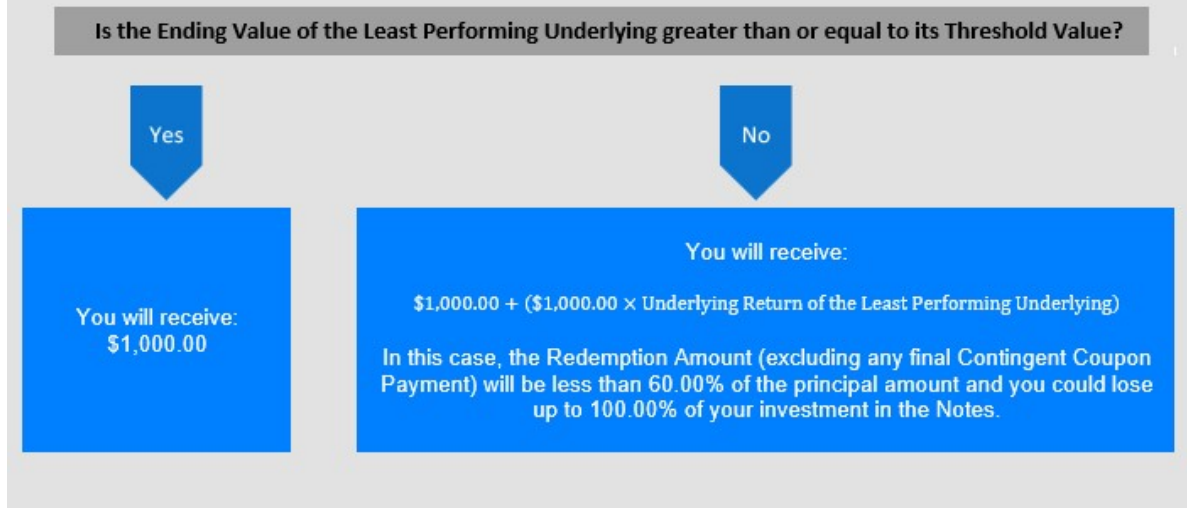 Is the Ending Value of the Least Performing Underlying greater than or equal to its Threshold Value?
Yes
No
You will receive:
$1,000.00
You will receive:
$1,000.00 + ($1,000.00 × Underlying Return of the Least Performing Underlying)
In this case, the Redemption Amount (excluding any final Contingent Coupon
Payment) will be less than 60.00% of the principal amount and you could lose
up to 100.00% of your investment in the Notes.